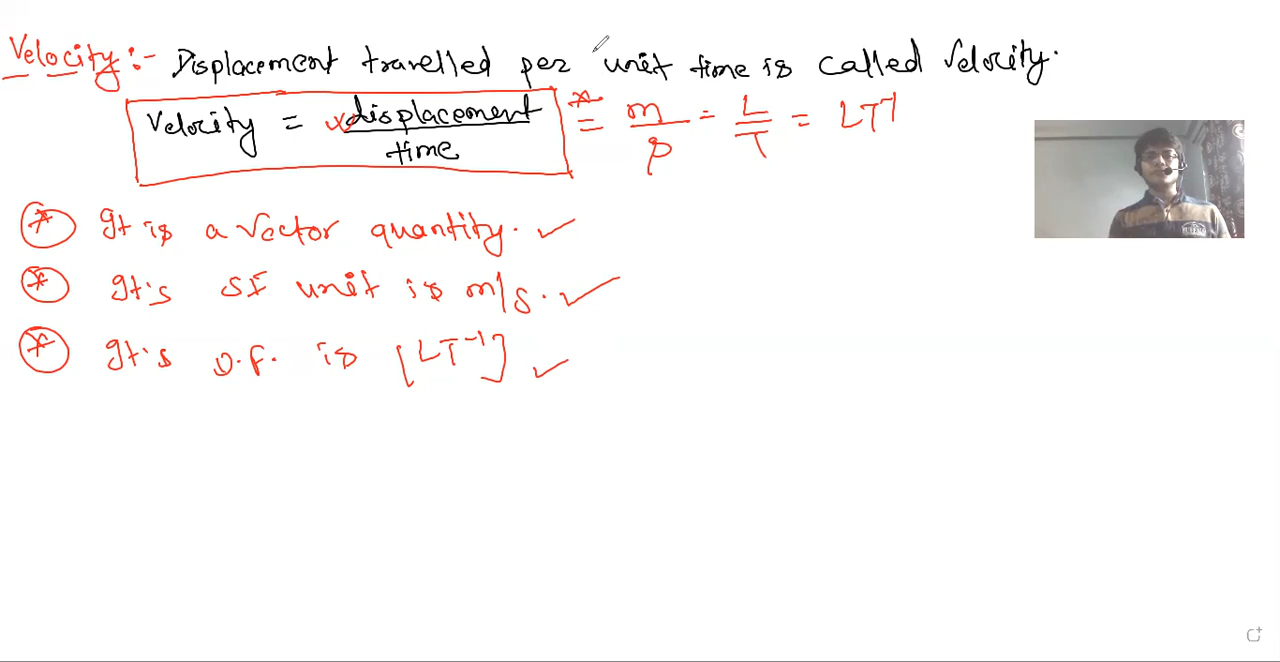 Velocity :- Displacement travelled per unit time is called velocity.
Velocity = displacement / time = m / s = L / T = LT⁻¹
* It is a vector quantity. ✓
* It's SI unit is m/s. ✓
* It's D.F. is [LT⁻¹] ✓